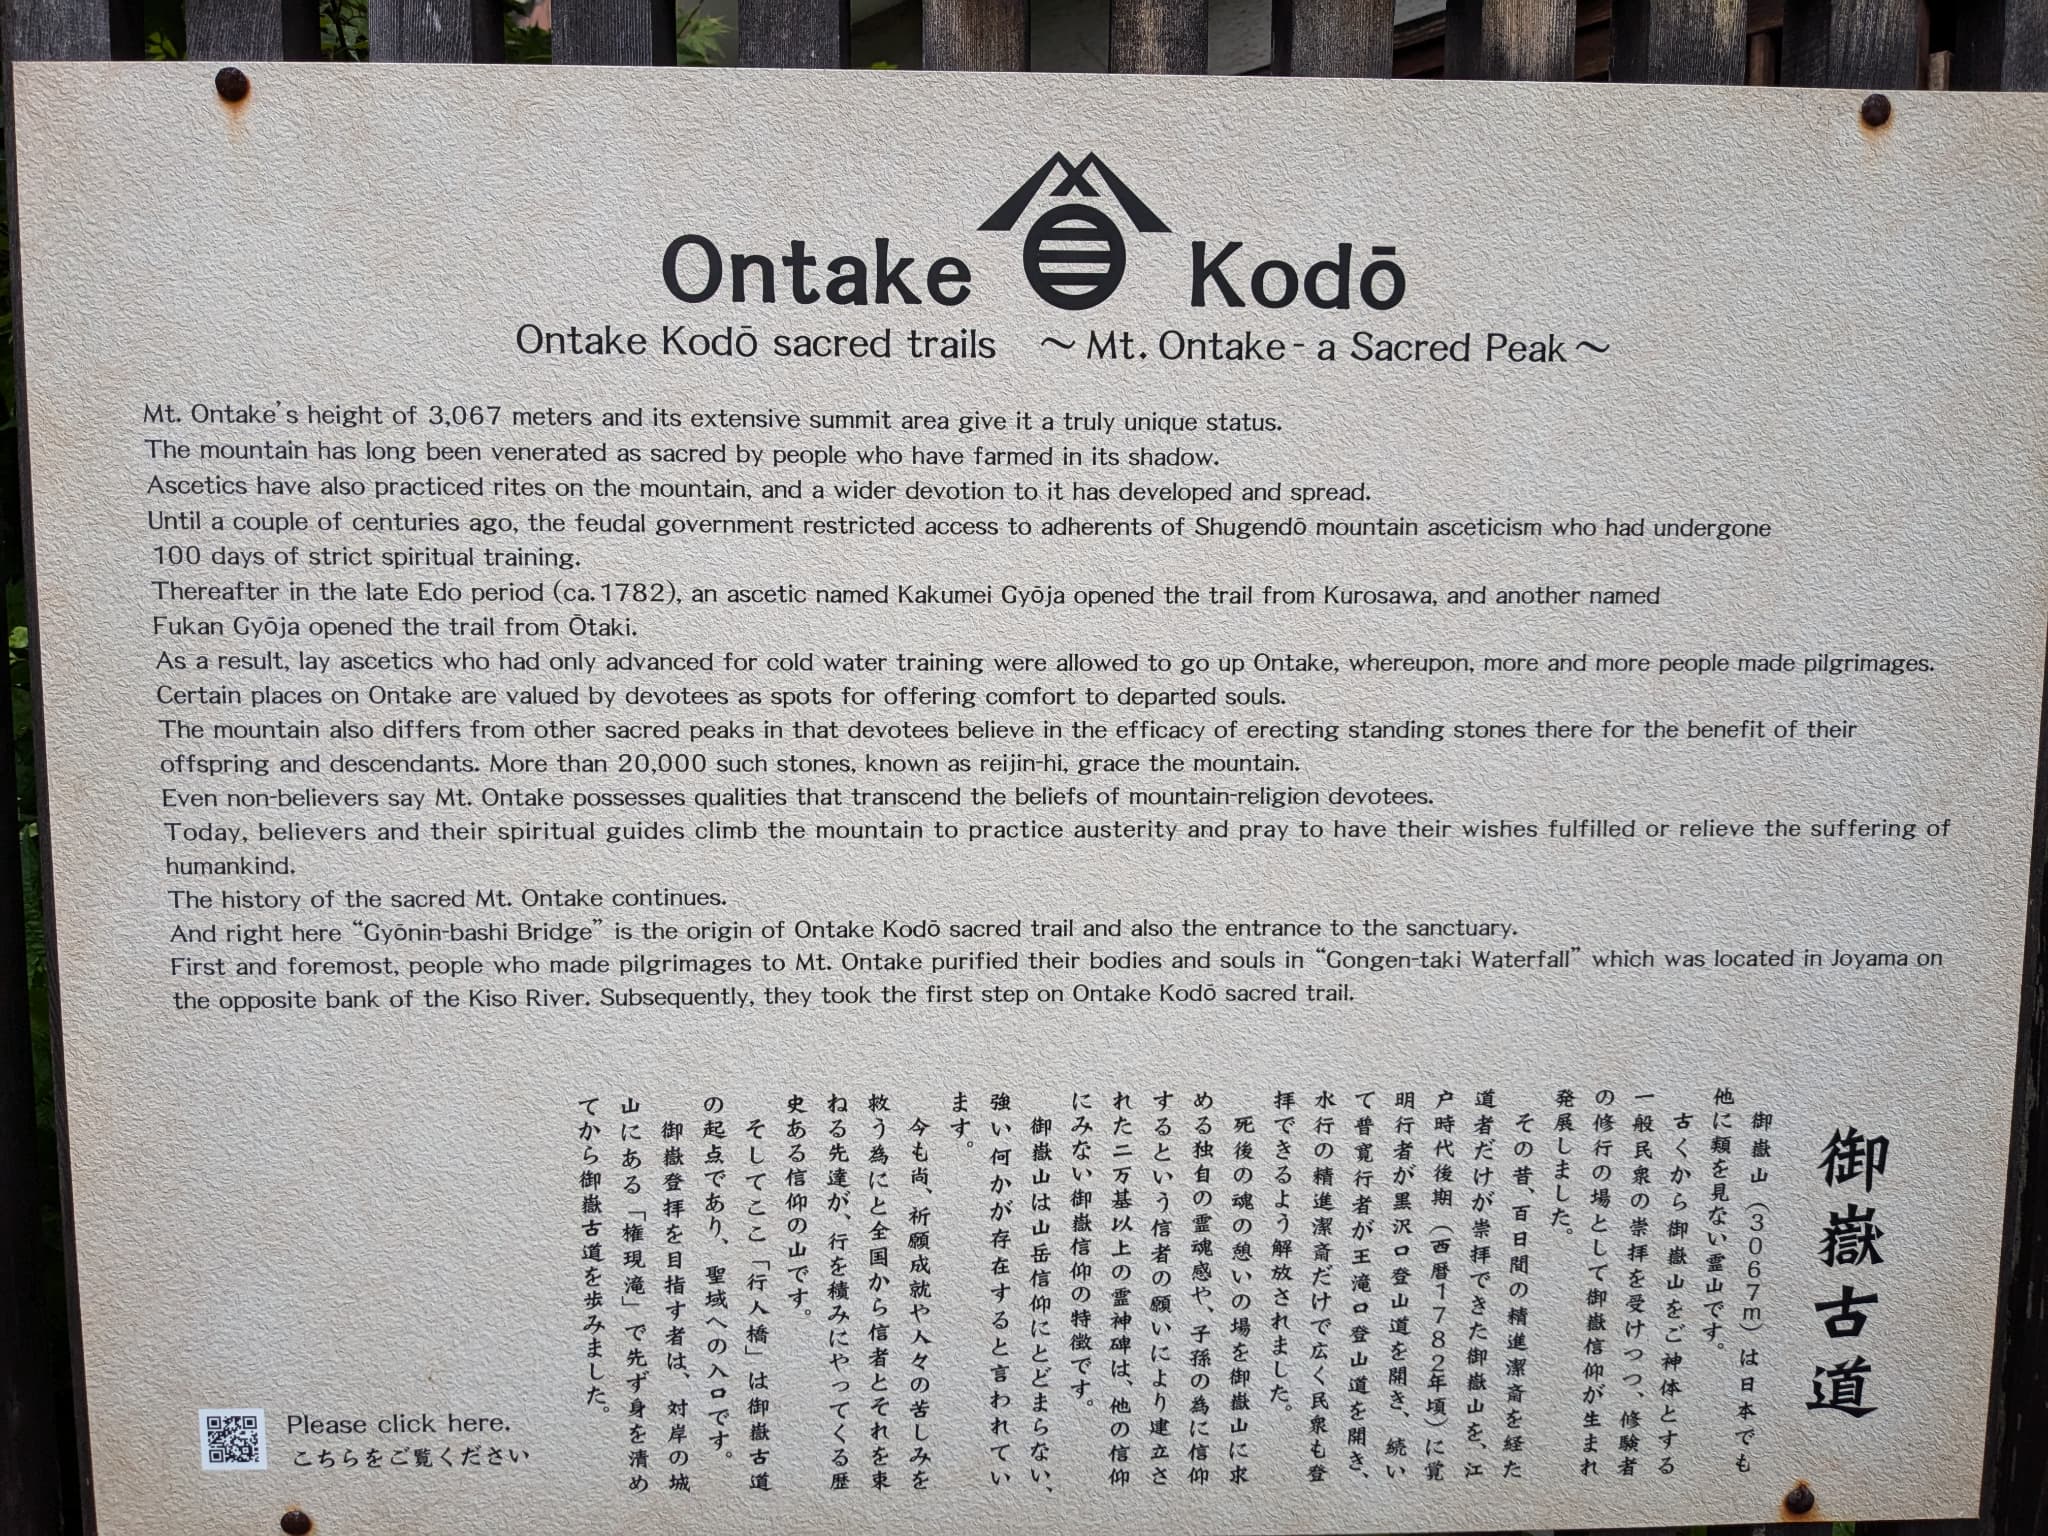 Ontake Kodō
Ontake Kodō sacred trails ～Mt. Ontake - a Sacred Peak～
Mt. Ontake's height of 3,067 meters and its extensive summit area give it a truly unique status.
The mountain has long been venerated as sacred by people who have farmed in its shadow.
Ascetics have also practiced rites on the mountain, and a wider devotion to it has developed and spread.
Until a couple of centuries ago, the feudal government restricted access to adherents of Shugendō mountain asceticism who had undergone
100 days of strict spiritual training.
Thereafter in the late Edo period (ca.1782), an ascetic named Kakumei Gyōja opened the trail from Kurosawa, and another named
Fukan Gyōja opened the trail from Ōtaki.
As a result, lay ascetics who had only advanced for cold water training were allowed to go up Ontake, whereupon, more and more people made pilgrimages.
Certain places on Ontake are valued by devotees as spots for offering comfort to departed souls.
The mountain also differs from other sacred peaks in that devotees believe in the efficacy of erecting standing stones there for the benefit of their
offspring and descendants. More than 20,000 such stones, known as reijin-hi, grace the mountain.
Even non-believers say Mt. Ontake possesses qualities that transcend the beliefs of mountain-religion devotees.
Today, believers and their spiritual guides climb the mountain to practice austerity and pray to have their wishes fulfilled or relieve the suffering of
humankind.
The history of the sacred Mt. Ontake continues.
And right here “Gyōnin-bashi Bridge” is the origin of Ontake Kodō sacred trail and also the entrance to the sanctuary.
First and foremost, people who made pilgrimages to Mt. Ontake purified their bodies and souls in “Gongen-taki Waterfall” which was located in Joyama on
the opposite bank of the Kiso River. Subsequently, they took the first step on Ontake Kodō sacred trail.
御嶽古道
御嶽山（3067m）は日本でも
他に類を見ない霊山です。
古くから御嶽山をご神体とする
一般民衆の崇拝を受けつつ、修験者
の修行の場として御嶽信仰が生まれ
発展しました。
その昔、百日間の精進潔斎を経た
道者だけが崇拝できた御嶽山を、江
戸時代後期（西暦1782年頃）に覚
明行者が黒沢口登山道を開き、続い
て普寛行者が王滝口登山道を開き、
水行の精進潔斎だけで広く民衆も登
拝できるよう解放されました。
死後の魂の憩いの場を御嶽山に求
める独自の霊魂感や、子孫の為に信仰
するという信者の願いにより建立さ
れた二万基以上の霊神碑は、他の信仰
にみない御嶽信仰の特徴です。
御嶽山は山岳信仰にとどまらない、
強い何かが存在すると言われてい
ます。
今も尚、祈願成就や人々の苦しみを
救う為にと全国から信者とそれを束
ねる先達が、行を積みにやってくる歴
史ある信仰の山です。
そしてここ「行人橋」は御嶽古道
の起点であり、聖域への入口です。
御嶽登拝を目指す者は、対岸の城
山にある「権現滝」で先ず身を清め
てから御嶽古道を歩みました。
Please click here.
こちらをご覧ください